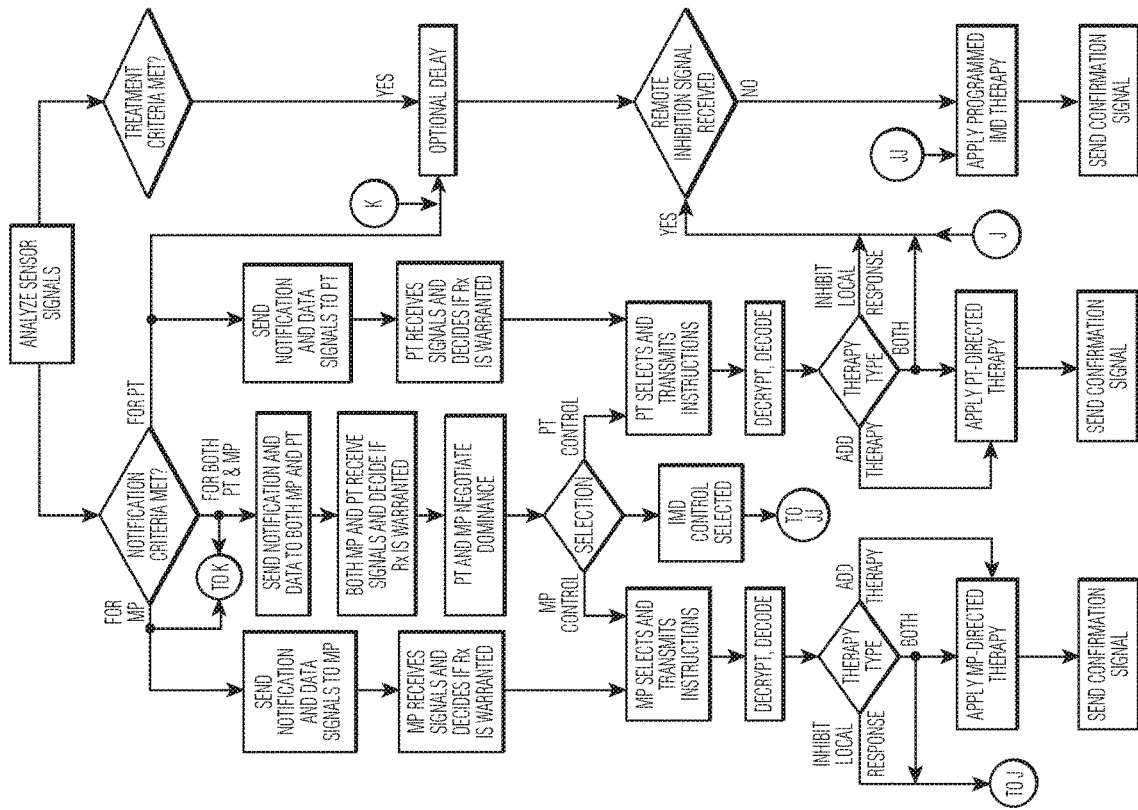 ANALYZE SENSOR
SIGNALS
NOTIFICATION
CRITERIA MET?
TREATMENT
CRITERIA MET?
FOR
MP
FOR BOTH
PT & MP
FOR PT
YES
TO K
SEND
NOTIFICATION
AND DATA
SIGNALS TO MP
SEND NOTIFICATION AND
DATA TO BOTH MP AND PT
SEND
NOTIFICATION
AND DATA
SIGNALS TO PT
K
OPTIONAL DELAY
MP RECEIVES
SIGNALS AND
DECIDES IF Rx
IS WARRANTED
BOTH MP AND PT RECEIVE
SIGNALS AND DECIDE IF
Rx IS WARRANTED
PT RECEIVES
SIGNALS AND
DECIDES IF Rx
IS WARRANTED
PT AND MP NEGOTIATE
DOMINANCE
SELECTION
MP CONTROL
PT CONTROL
MP SELECTS AND
TRANSMITS
INSTRUCTIONS
IMD
CONTROL
SELECTED
PT SELECTS AND
TRANSMITS
INSTRUCTIONS
REMOTE
INHIBITION SIGNAL
RECEIVED
YES
NO
DECRYPT, DECODE
TO
JJ
DECRYPT, DECODE
THERAPY
TYPE
INHIBIT
LOCAL
RESPONSE
BOTH
ADD
THERAPY
THERAPY
TYPE
ADD
THERAPY
BOTH
INHIBIT
LOCAL
RESPONSE
JJ
TO J
APPLY MP-DIRECTED
THERAPY
APPLY PT-DIRECTED
THERAPY
J
APPLY PROGRAMMED
IMD THERAPY
SEND CONFIRMATION
SIGNAL
SEND CONFIRMATION
SIGNAL
SEND CONFIRMATION
SIGNAL